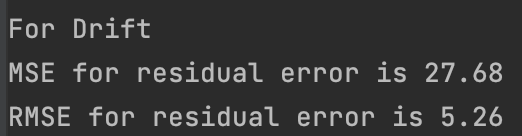 For Drift
MSE for residual error is 27.68
RMSE for residual error is 5.26